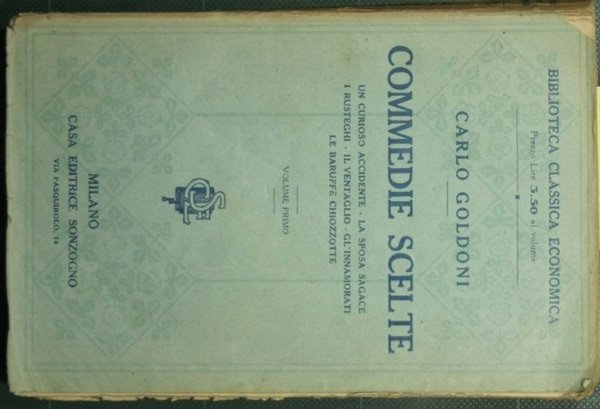 BIBLIOTECA CLASSICA ECONOMICA
Prezzo Lire 3.50 al volume
CARLO GOLDONI
COMMEDIE SCELTE
UN CURIOSO ACCIDENTE - LA SPOSA SAGACE
I RUSTEGHI - IL VENTAGLIO - GL'INNAMORATI
LE BARUFFE CHIOZZOTTE
VOLUME PRIMO
MILANO
CASA EDITRICE SONZOGNO
VIA PASQUIROLO, 14